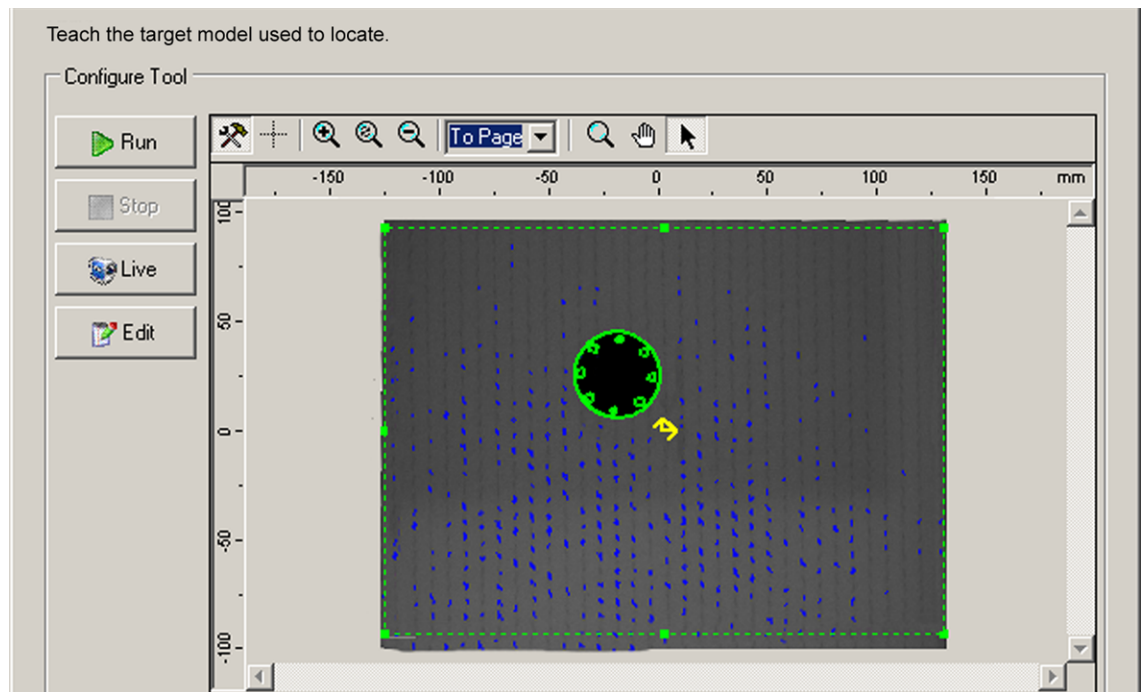 Teach the target model used to locate.
Configure Tool
Run
To Page
-150 -100 -50 0 50 100 150 mm
Stop
Live
Edit
100
50
0
-50
-100